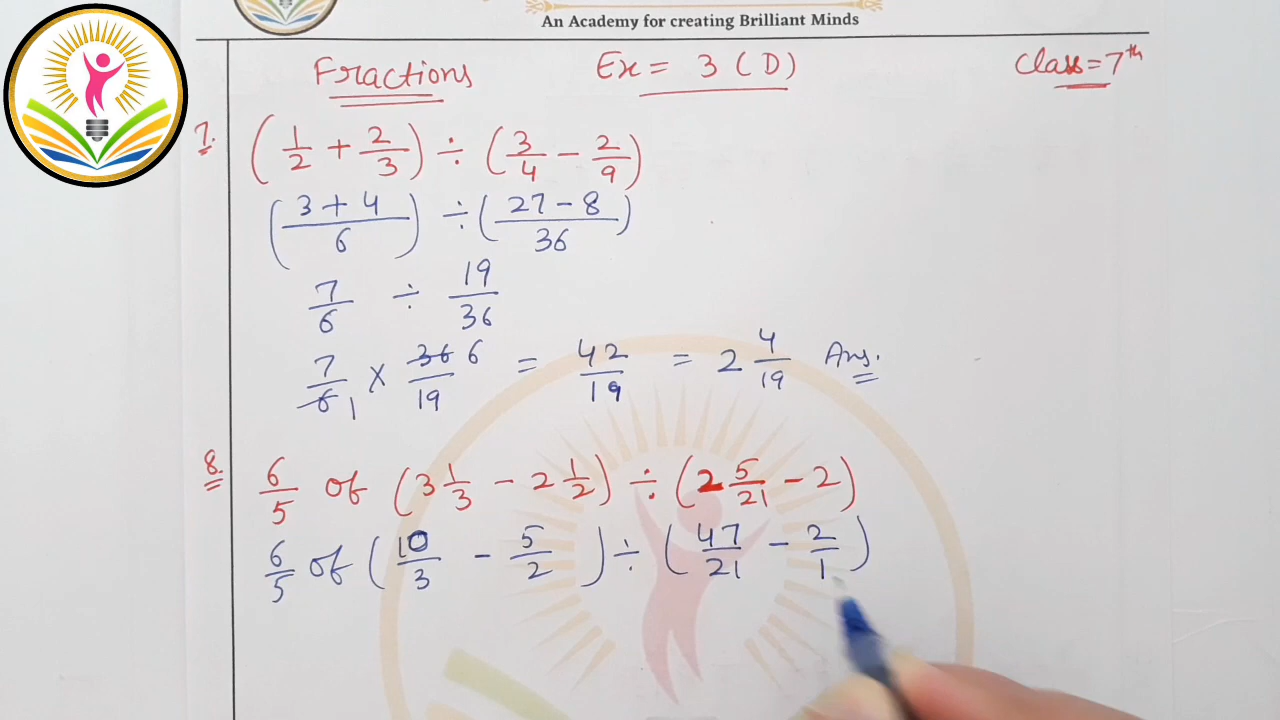 An Academy for creating Brilliant Minds
Fractions Ex = 3 (D) Class = 7th
7. (1/2 + 2/3) ÷ (3/4 − 2/9)
((3 + 4)/6) ÷ ((27 − 8)/36)
7/6 ÷ 19/36
7/6 1 × 36 6/19 = 42/19 = 2 4/19 Ans.
8. 6/5 of (3 1/3 − 2 1/2) ÷ (2 5/21 − 2)
6/5 of (10/3 − 5/2) ÷ (47/21 − 2/1)